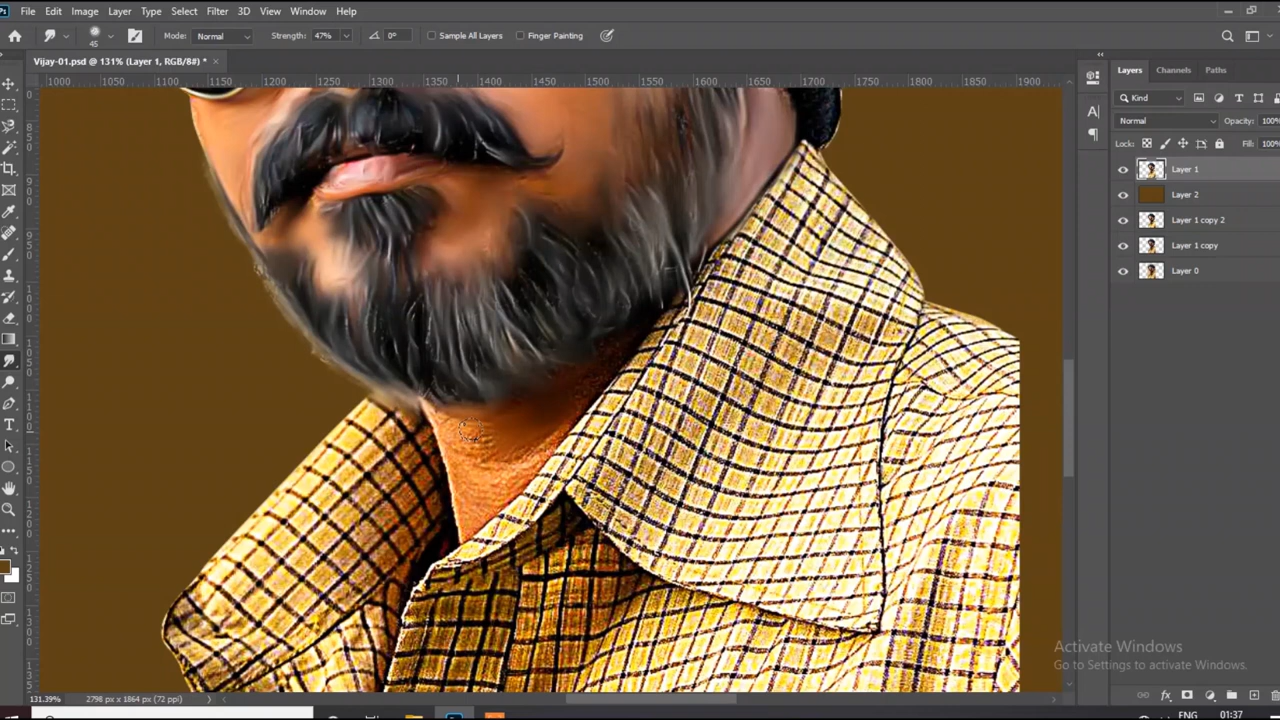 File Edit Image Layer Type Select Filter 3D View Window Help
45 Mode: Normal Strength: 47% 0° Sample All Layers Finger Painting
Vijay-01.psd @ 131% (Layer 1, RGB/8#) * ×
1000 1050 1100 1150 1200 1250 1300 1350 1400 1450 1500 1550 1600 1650 1700 1750 1800 1850 1900
Layers Channels Paths
Kind
Normal Opacity: 100%
Lock: Fill: 100%
Layer 1
Layer 2
Layer 1 copy 2
Layer 1 copy
Layer 0
Activate Windows
Go to Settings to activate Windows.
131.39% 2798 px x 1864 px (72 ppi)
ENG 01:37